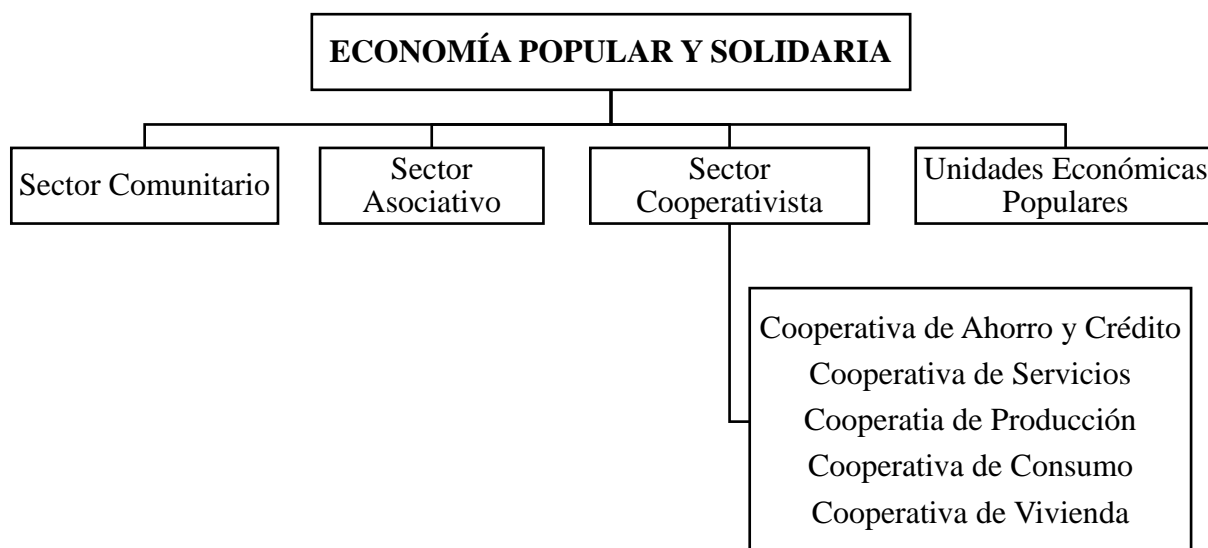 ECONOMÍA POPULAR Y SOLIDARIA
Sector Comunitario
Sector
Asociativo
Sector
Cooperativista
Unidades Económicas
Populares
Cooperativa de Ahorro y Crédito
Cooperativa de Servicios
Cooperatia de Producción
Cooperativa de Consumo
Cooperativa de Vivienda